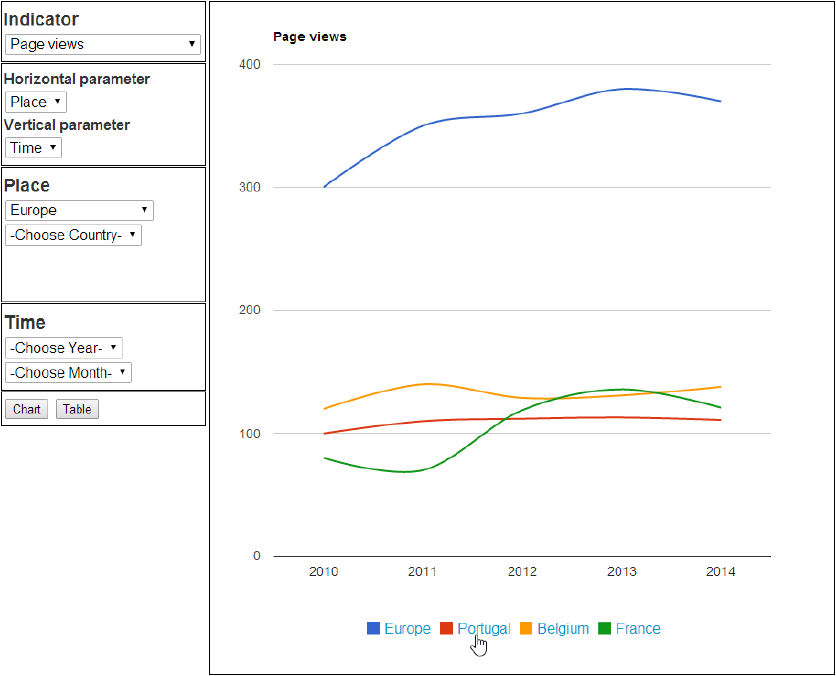 Indicator
Page views
Horizontal parameter
Place
Vertical parameter
Time
Place
Europe
-Choose Country-
Time
-Choose Year-
-Choose Month-
Chart Table
Page views
400
300
200
100
0
2010 2011 2012 2013 2014
Europe Portugal Belgium France